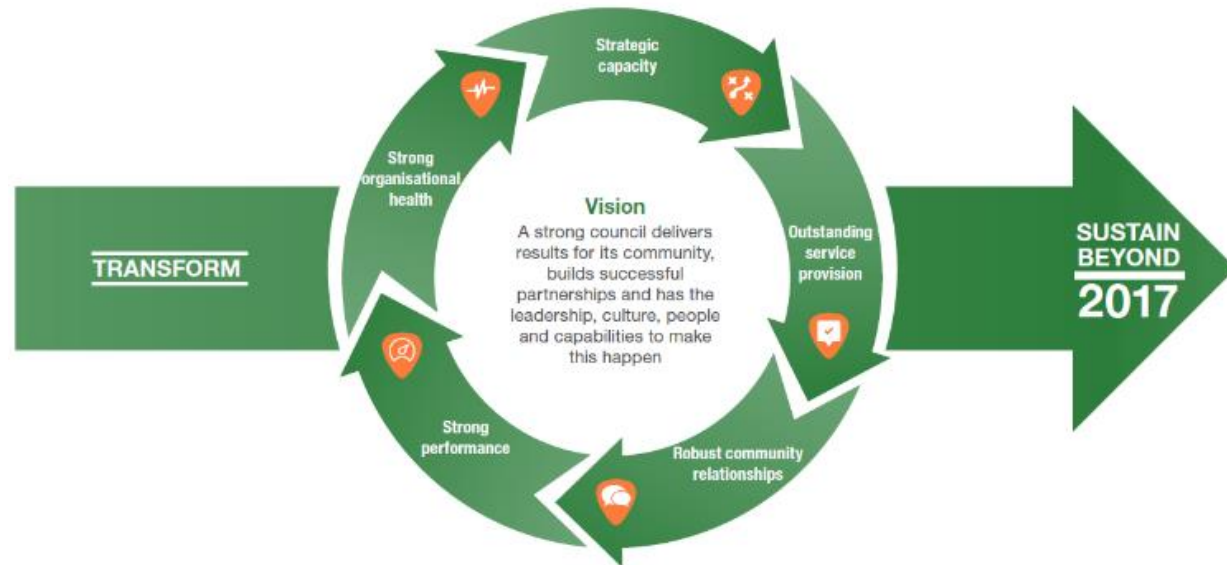 TRANSFORM
Strong
organisational
health
Strategic
capacity
Outstanding
service
provision
Robust community
relationships
Strong
performance
Vision
A strong council delivers
results for its community,
builds successful
partnerships and has the
leadership, culture, people
and capabilities to make
this happen
SUSTAIN
BEYOND
2017